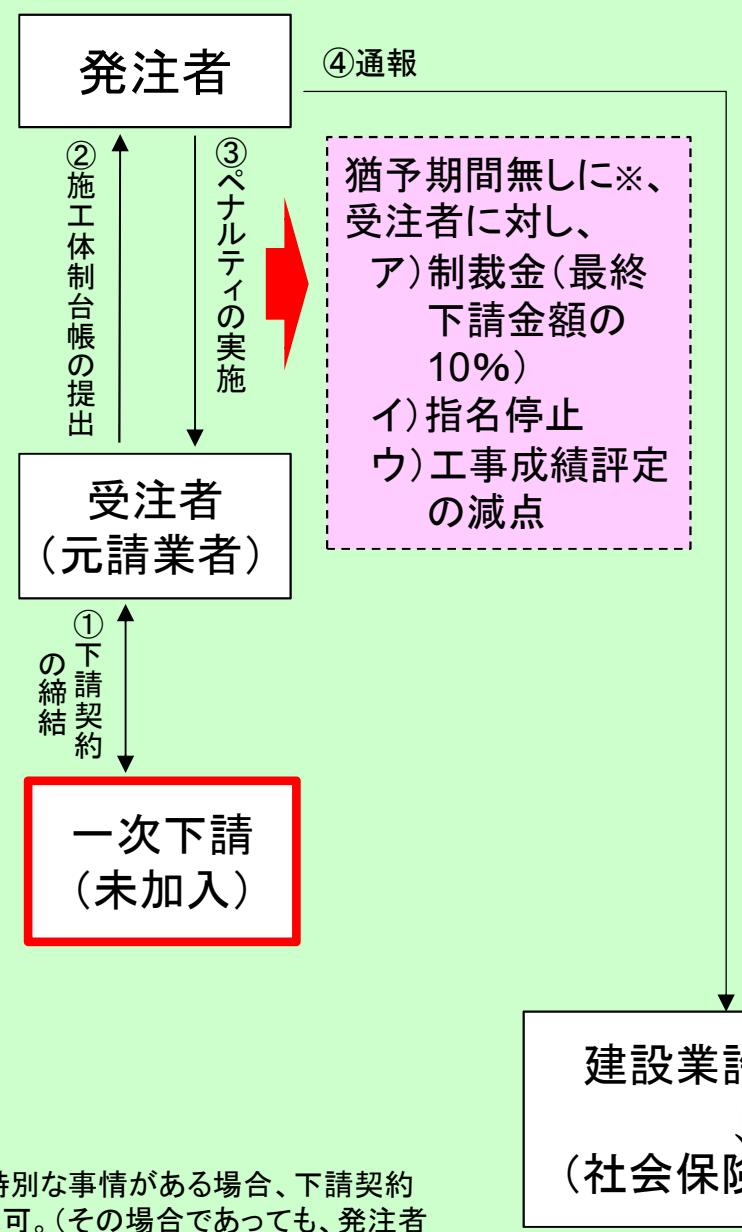 発注者
④通報
②施工体制台帳の提出
③ペナルティの実施
猶予期間無しに※、
受注者に対し、
ア）制裁金（最終
下請金額の
10%）
イ）指名停止
ウ）工事成績評定
の減点
受注者
（元請業者）
①下請契約
の締結
一次下請
（未加入）
建設業
（社会保険
特別な事情がある場合、下請契約
可。（その場合であっても、発注者